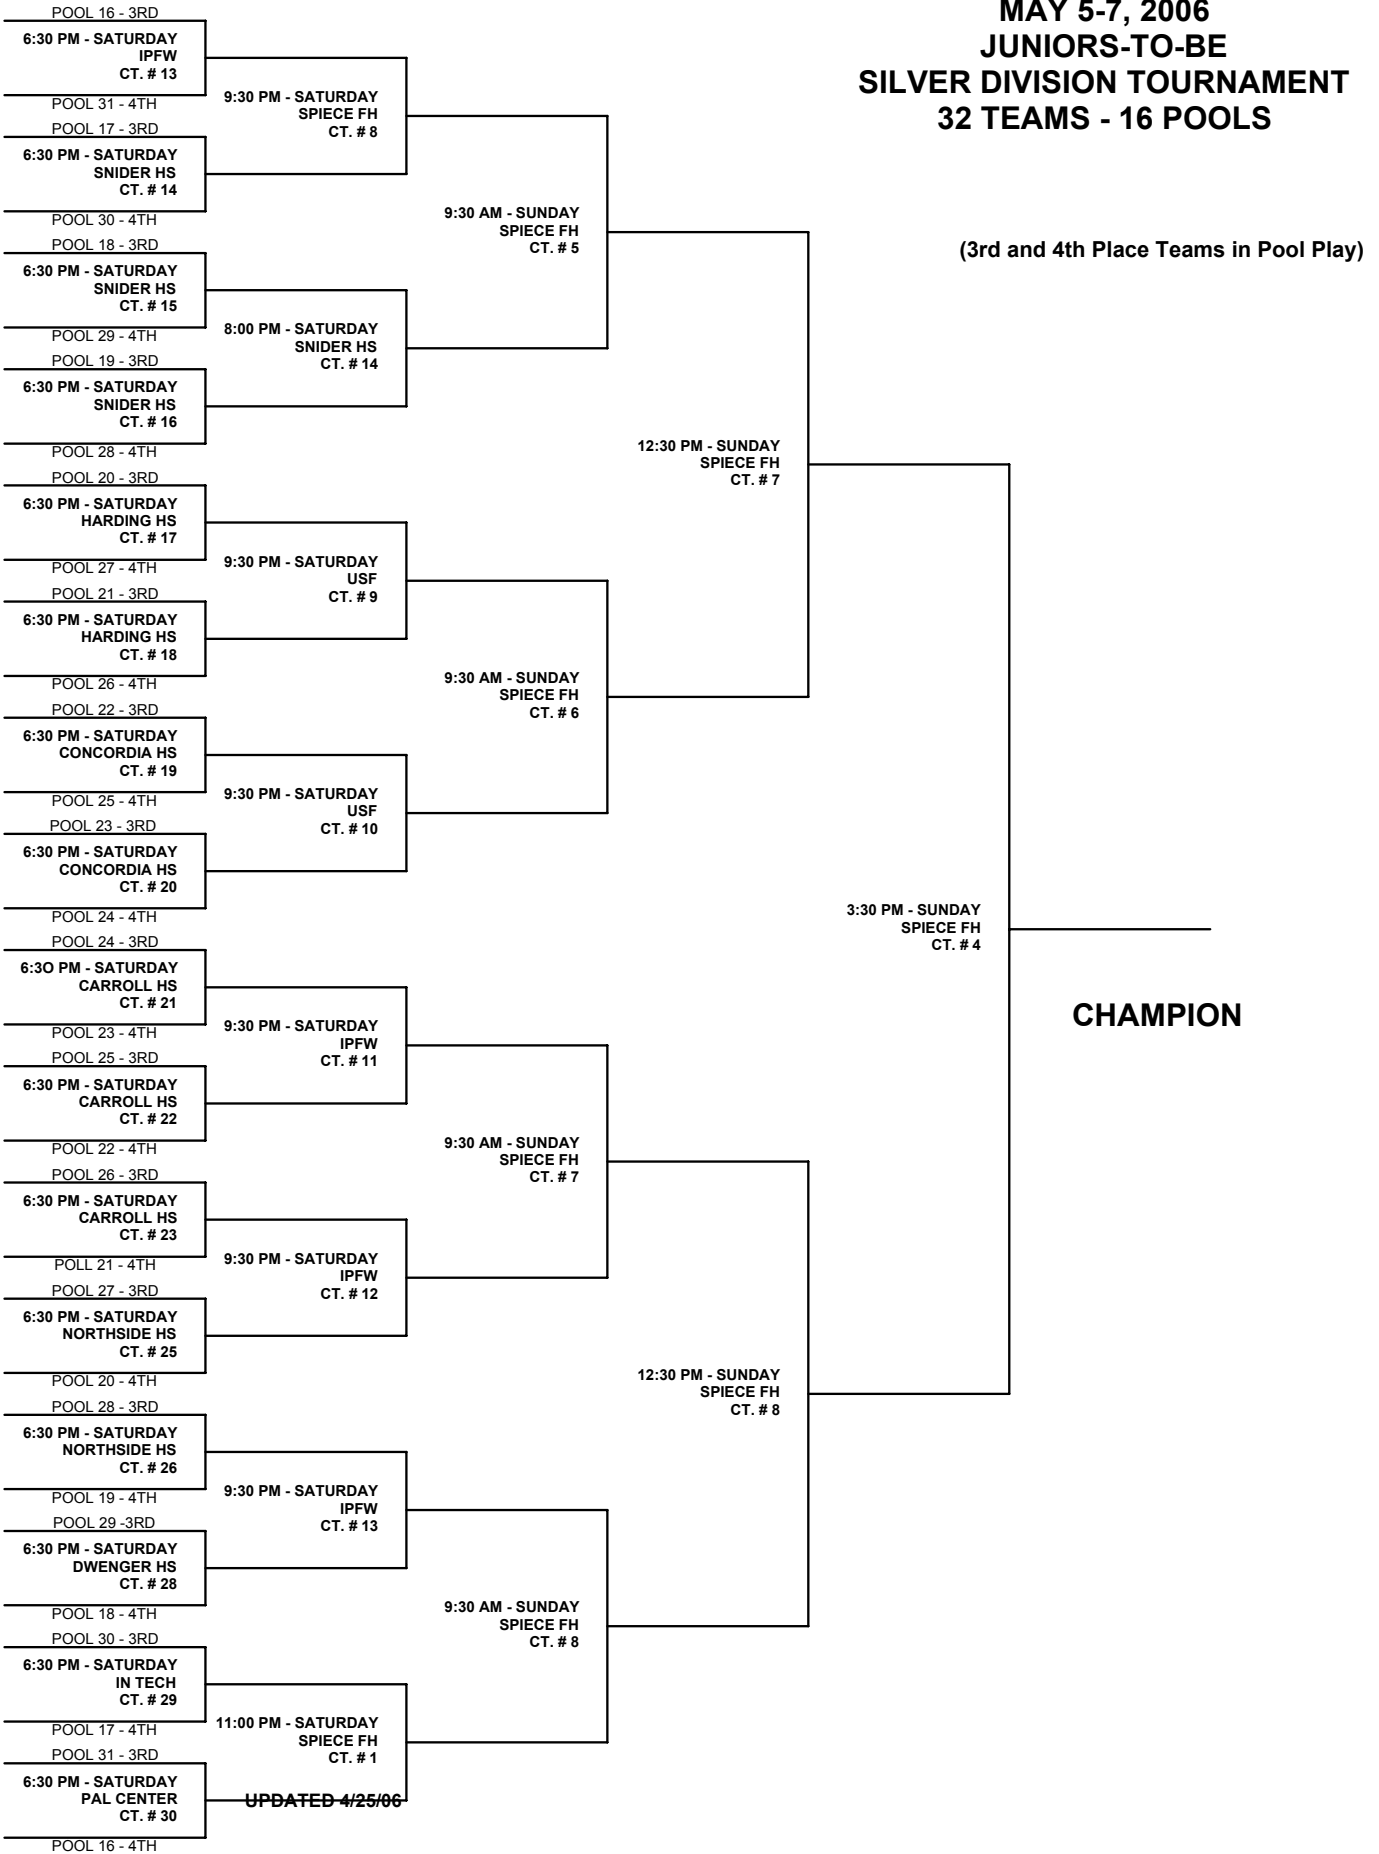 MAY 5-7, 2006
JUNIORS-TO-BE
SILVER DIVISION TOURNAMENT
32 TEAMS - 16 POOLS
(3rd and 4th Place Teams in Pool Play)
POOL 16 - 3RD
6:30 PM - SATURDAY
IPFW
CT. # 13
POOL 31 - 4TH
POOL 17 - 3RD
6:30 PM - SATURDAY
SNIDER HS
CT. # 14
POOL 30 - 4TH
POOL 18 - 3RD
6:30 PM - SATURDAY
SNIDER HS
CT. # 15
POOL 29 - 4TH
POOL 19 - 3RD
6:30 PM - SATURDAY
SNIDER HS
CT. # 16
POOL 28 - 4TH
POOL 20 - 3RD
6:30 PM - SATURDAY
HARDING HS
CT. # 17
POOL 27 - 4TH
POOL 21 - 3RD
6:30 PM - SATURDAY
HARDING HS
CT. # 18
POOL 26 - 4TH
POOL 22 - 3RD
6:30 PM - SATURDAY
CONCORDIA HS
CT. # 19
POOL 25 - 4TH
POOL 23 - 3RD
6:30 PM - SATURDAY
CONCORDIA HS
CT. # 20
POOL 24 - 4TH
POOL 24 - 3RD
6:3O PM - SATURDAY
CARROLL HS
CT. # 21
POOL 23 - 4TH
POOL 25 - 3RD
6:30 PM - SATURDAY
CARROLL HS
CT. # 22
POOL 22 - 4TH
POOL 26 - 3RD
6:30 PM - SATURDAY
CARROLL HS
CT. # 23
POLL 21 - 4TH
POOL 27 - 3RD
6:30 PM - SATURDAY
NORTHSIDE HS
CT. # 25
POOL 20 - 4TH
POOL 28 - 3RD
6:30 PM - SATURDAY
NORTHSIDE HS
CT. # 26
POOL 19 - 4TH
POOL 29 -3RD
6:30 PM - SATURDAY
DWENGER HS
CT. # 28
POOL 18 - 4TH
POOL 30 - 3RD
6:30 PM - SATURDAY
IN TECH
CT. # 29
POOL 17 - 4TH
POOL 31 - 3RD
6:30 PM - SATURDAY
PAL CENTER
CT. # 30
POOL 16 - 4TH
9:30 PM - SATURDAY
SPIECE FH
CT. # 8
8:00 PM - SATURDAY
SNIDER HS
CT. # 14
9:30 PM - SATURDAY
USF
CT. # 9
9:30 PM - SATURDAY
USF
CT. # 10
9:30 PM - SATURDAY
IPFW
CT. # 11
9:30 PM - SATURDAY
IPFW
CT. # 12
9:30 PM - SATURDAY
IPFW
CT. # 13
11:00 PM - SATURDAY
SPIECE FH
CT. # 1
UPDATED 4/25/06
9:30 AM - SUNDAY
SPIECE FH
CT. # 5
9:30 AM - SUNDAY
SPIECE FH
CT. # 6
9:30 AM - SUNDAY
SPIECE FH
CT. # 7
9:30 AM - SUNDAY
SPIECE FH
CT. # 8
12:30 PM - SUNDAY
SPIECE FH
CT. # 7
12:30 PM - SUNDAY
SPIECE FH
CT. # 8
3:30 PM - SUNDAY
SPIECE FH
CT. # 4
CHAMPION